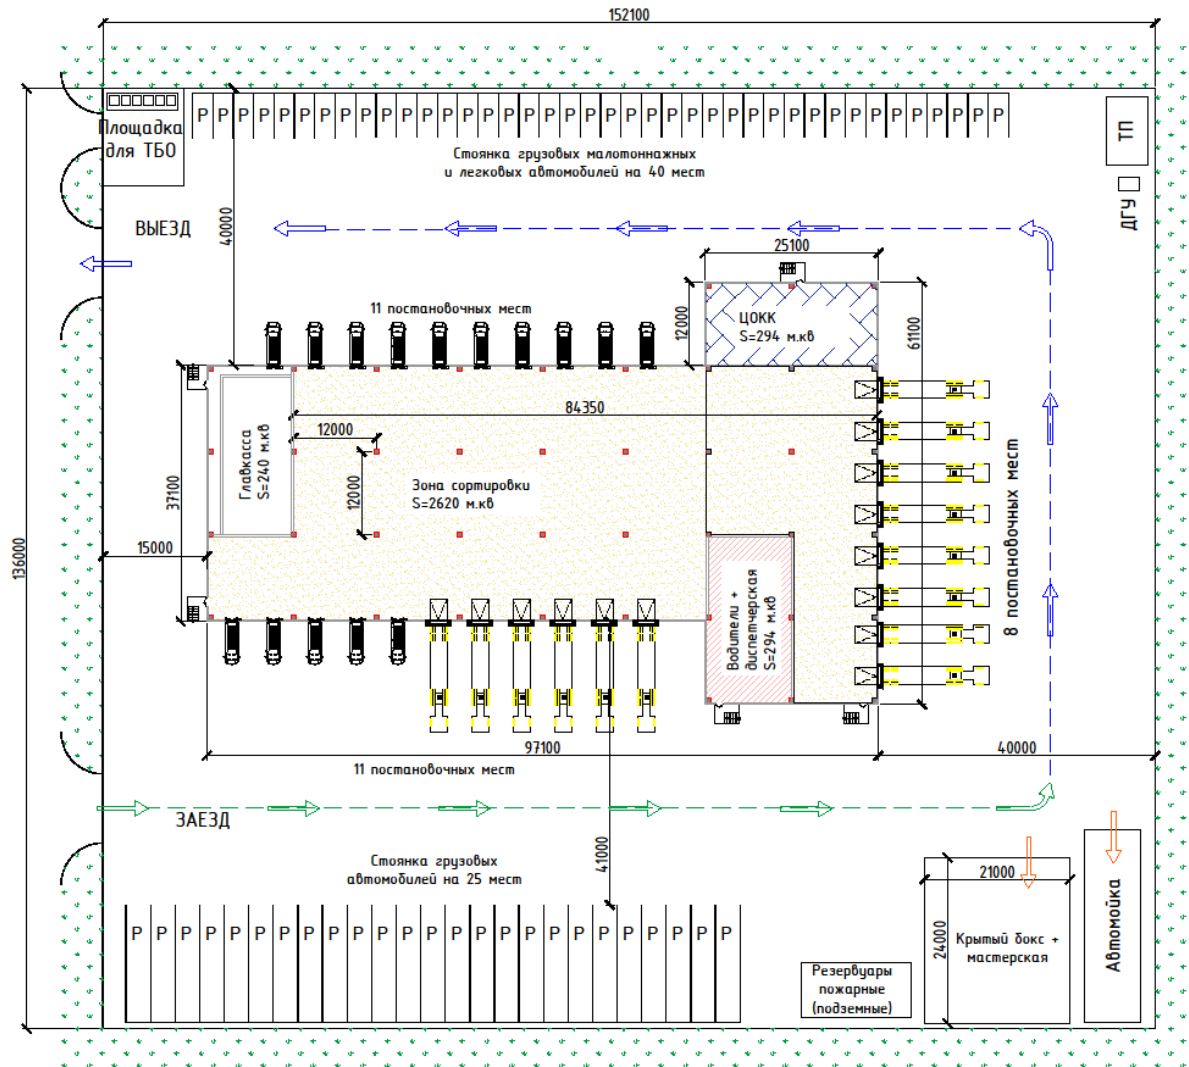 152100
Площадка
для ТБО
P P P P P P P P P P P P P P P P P P P P P P P P P P P P P P P P P P P P P P P P
ТП
Стоянка грузовых малотоннажных
и легковых автомобилей на 40 мест
ДГУ
ВЫЕЗД
40000
25100
11 постановочных мест
12000
ЦОКК
S=294 м.кв
61100
84350
12000
Главкасса
S=240 м.кв
37100
12000
Зона сортировки
S=2620 м.кв
8 постановочных мест
15000
136000
Водители +
диспетчерская
S=294 м.кв
97100
40000
11 постановочных мест
ЗАЕЗД
Стоянка грузовых
автомобилей на 25 мест
41000
21000
P P P P P P P P P P P P P P P P P P P P P P P P P
24000
Крытый бокс +
мастерская
Автомойка
Резервуары
пожарные
(подземные)